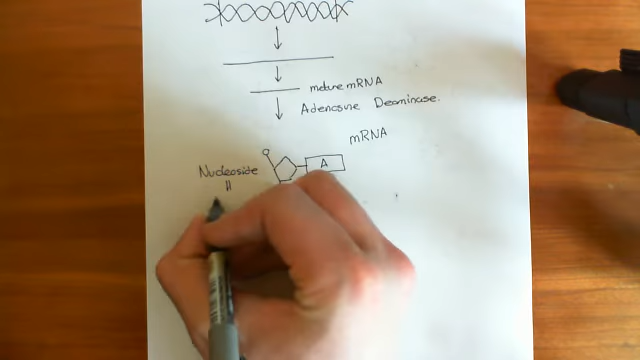 mature mRNA
Adenosine Deaminase.
mRNA
A
Nucleoside